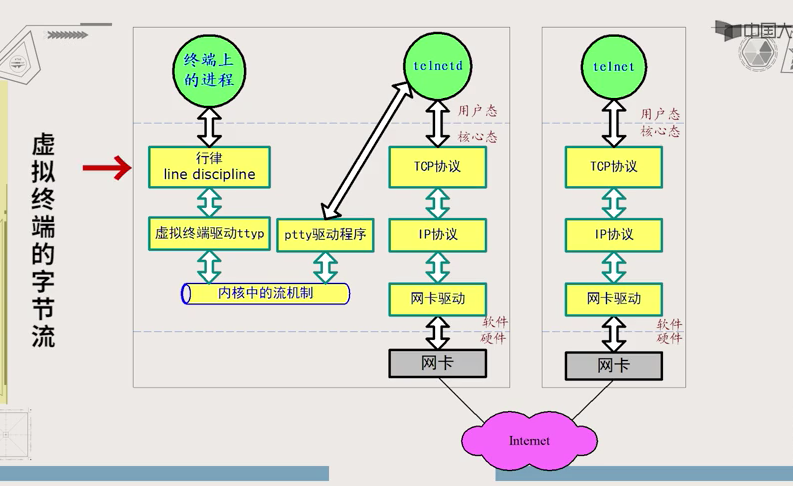 中国大
虚拟终端的字节流
终端上
的进程
telnetd
telnet
用户态
核心态
用户态
核心态
行律
line discipline
TCP协议
TCP协议
虚拟终端驱动ttyp
ptty驱动程序
IP协议
IP协议
内核中的流机制
网卡驱动
网卡驱动
软件
硬件
软件
硬件
网卡
网卡
Internet